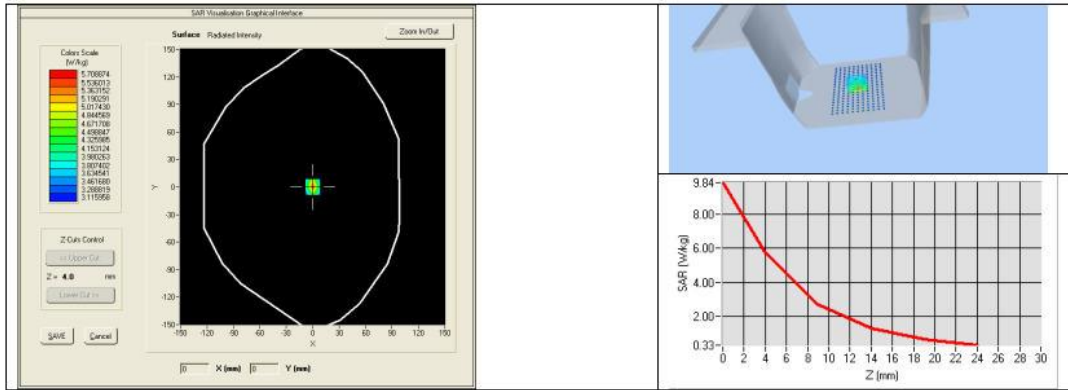 SAR Visualisation Graphical Interface
Surface Radiated Intensity
Zoom In/Out
Colors Scale
(W/kg)
5.708874
5.536013
5.363152
5.190291
5.017430
4.844569
4.671708
4.498847
4.325985
4.153124
3.980263
3.807402
3.634541
3.461680
3.288819
3.115958
150
120
90
60
30
0
-30
-60
-90
-120
-150
Y
-150 -120 -90 -60 -30 0 30 60 90 120 150
X
Z-Cuts Control
<< Upper Cut
Z = 4.0 mm
Lower Cut >>
SAVE Cancel
0 X (mm) 0 Y (mm)
9.84
8.00
6.00
4.00
2.00
0.33
SAR (W/kg)
0 2 4 6 8 10 12 14 16 18 20 22 24 26 28 30
Z (mm)